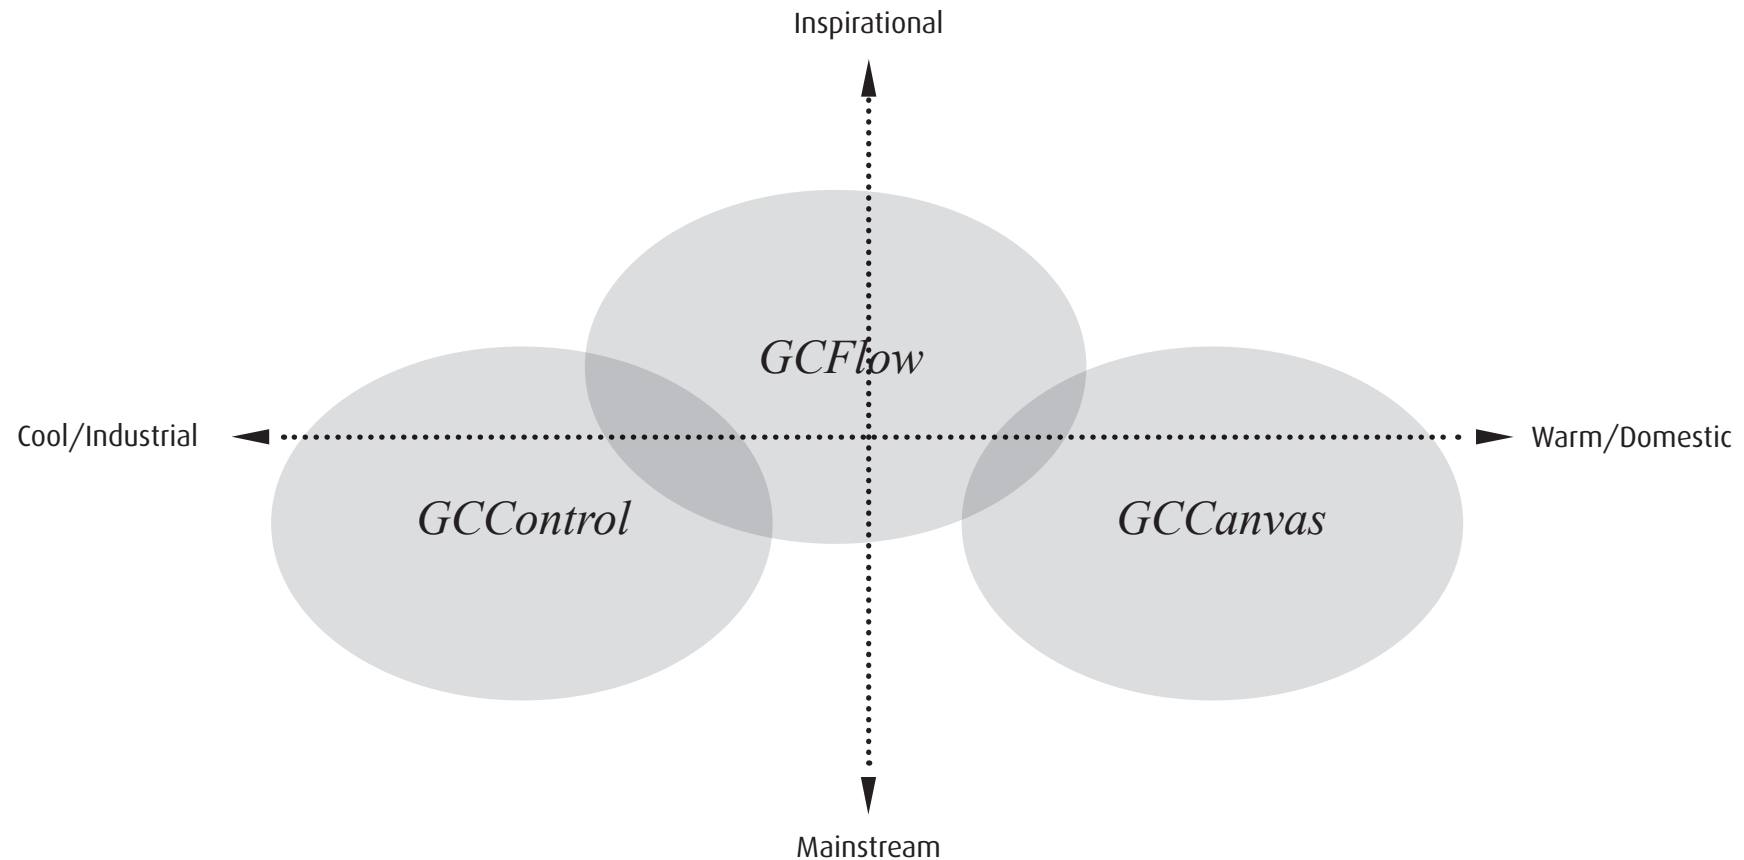 Inspirational
GCFlow
Cool/Industrial
Warm/Domestic
GCControl
GCCanvas
Mainstream